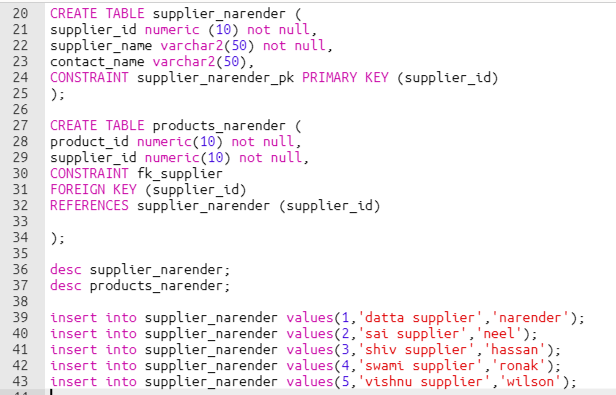 20 CREATE TABLE supplier_narender (
21 supplier_id numeric (10) not null,
22 supplier_name varchar2(50) not null,
23 contact_name varchar2(50),
24 CONSTRAINT supplier_narender_pk PRIMARY KEY (supplier_id)
25 );
26
27 CREATE TABLE products_narender (
28 product_id numeric(10) not null,
29 supplier_id numeric(10) not null,
30 CONSTRAINT fk_supplier
31 FOREIGN KEY (supplier_id)
32 REFERENCES supplier_narender (supplier_id)
33
34 );
35
36 desc supplier_narender;
37 desc products_narender;
38
39 insert into supplier_narender values(1,'datta supplier','narender');
40 insert into supplier_narender values(2,'sai supplier','neel');
41 insert into supplier_narender values(3,'shiv supplier','hassan');
42 insert into supplier_narender values(4,'swami supplier','ronak');
43 insert into supplier_narender values(5,'vishnu supplier','wilson');